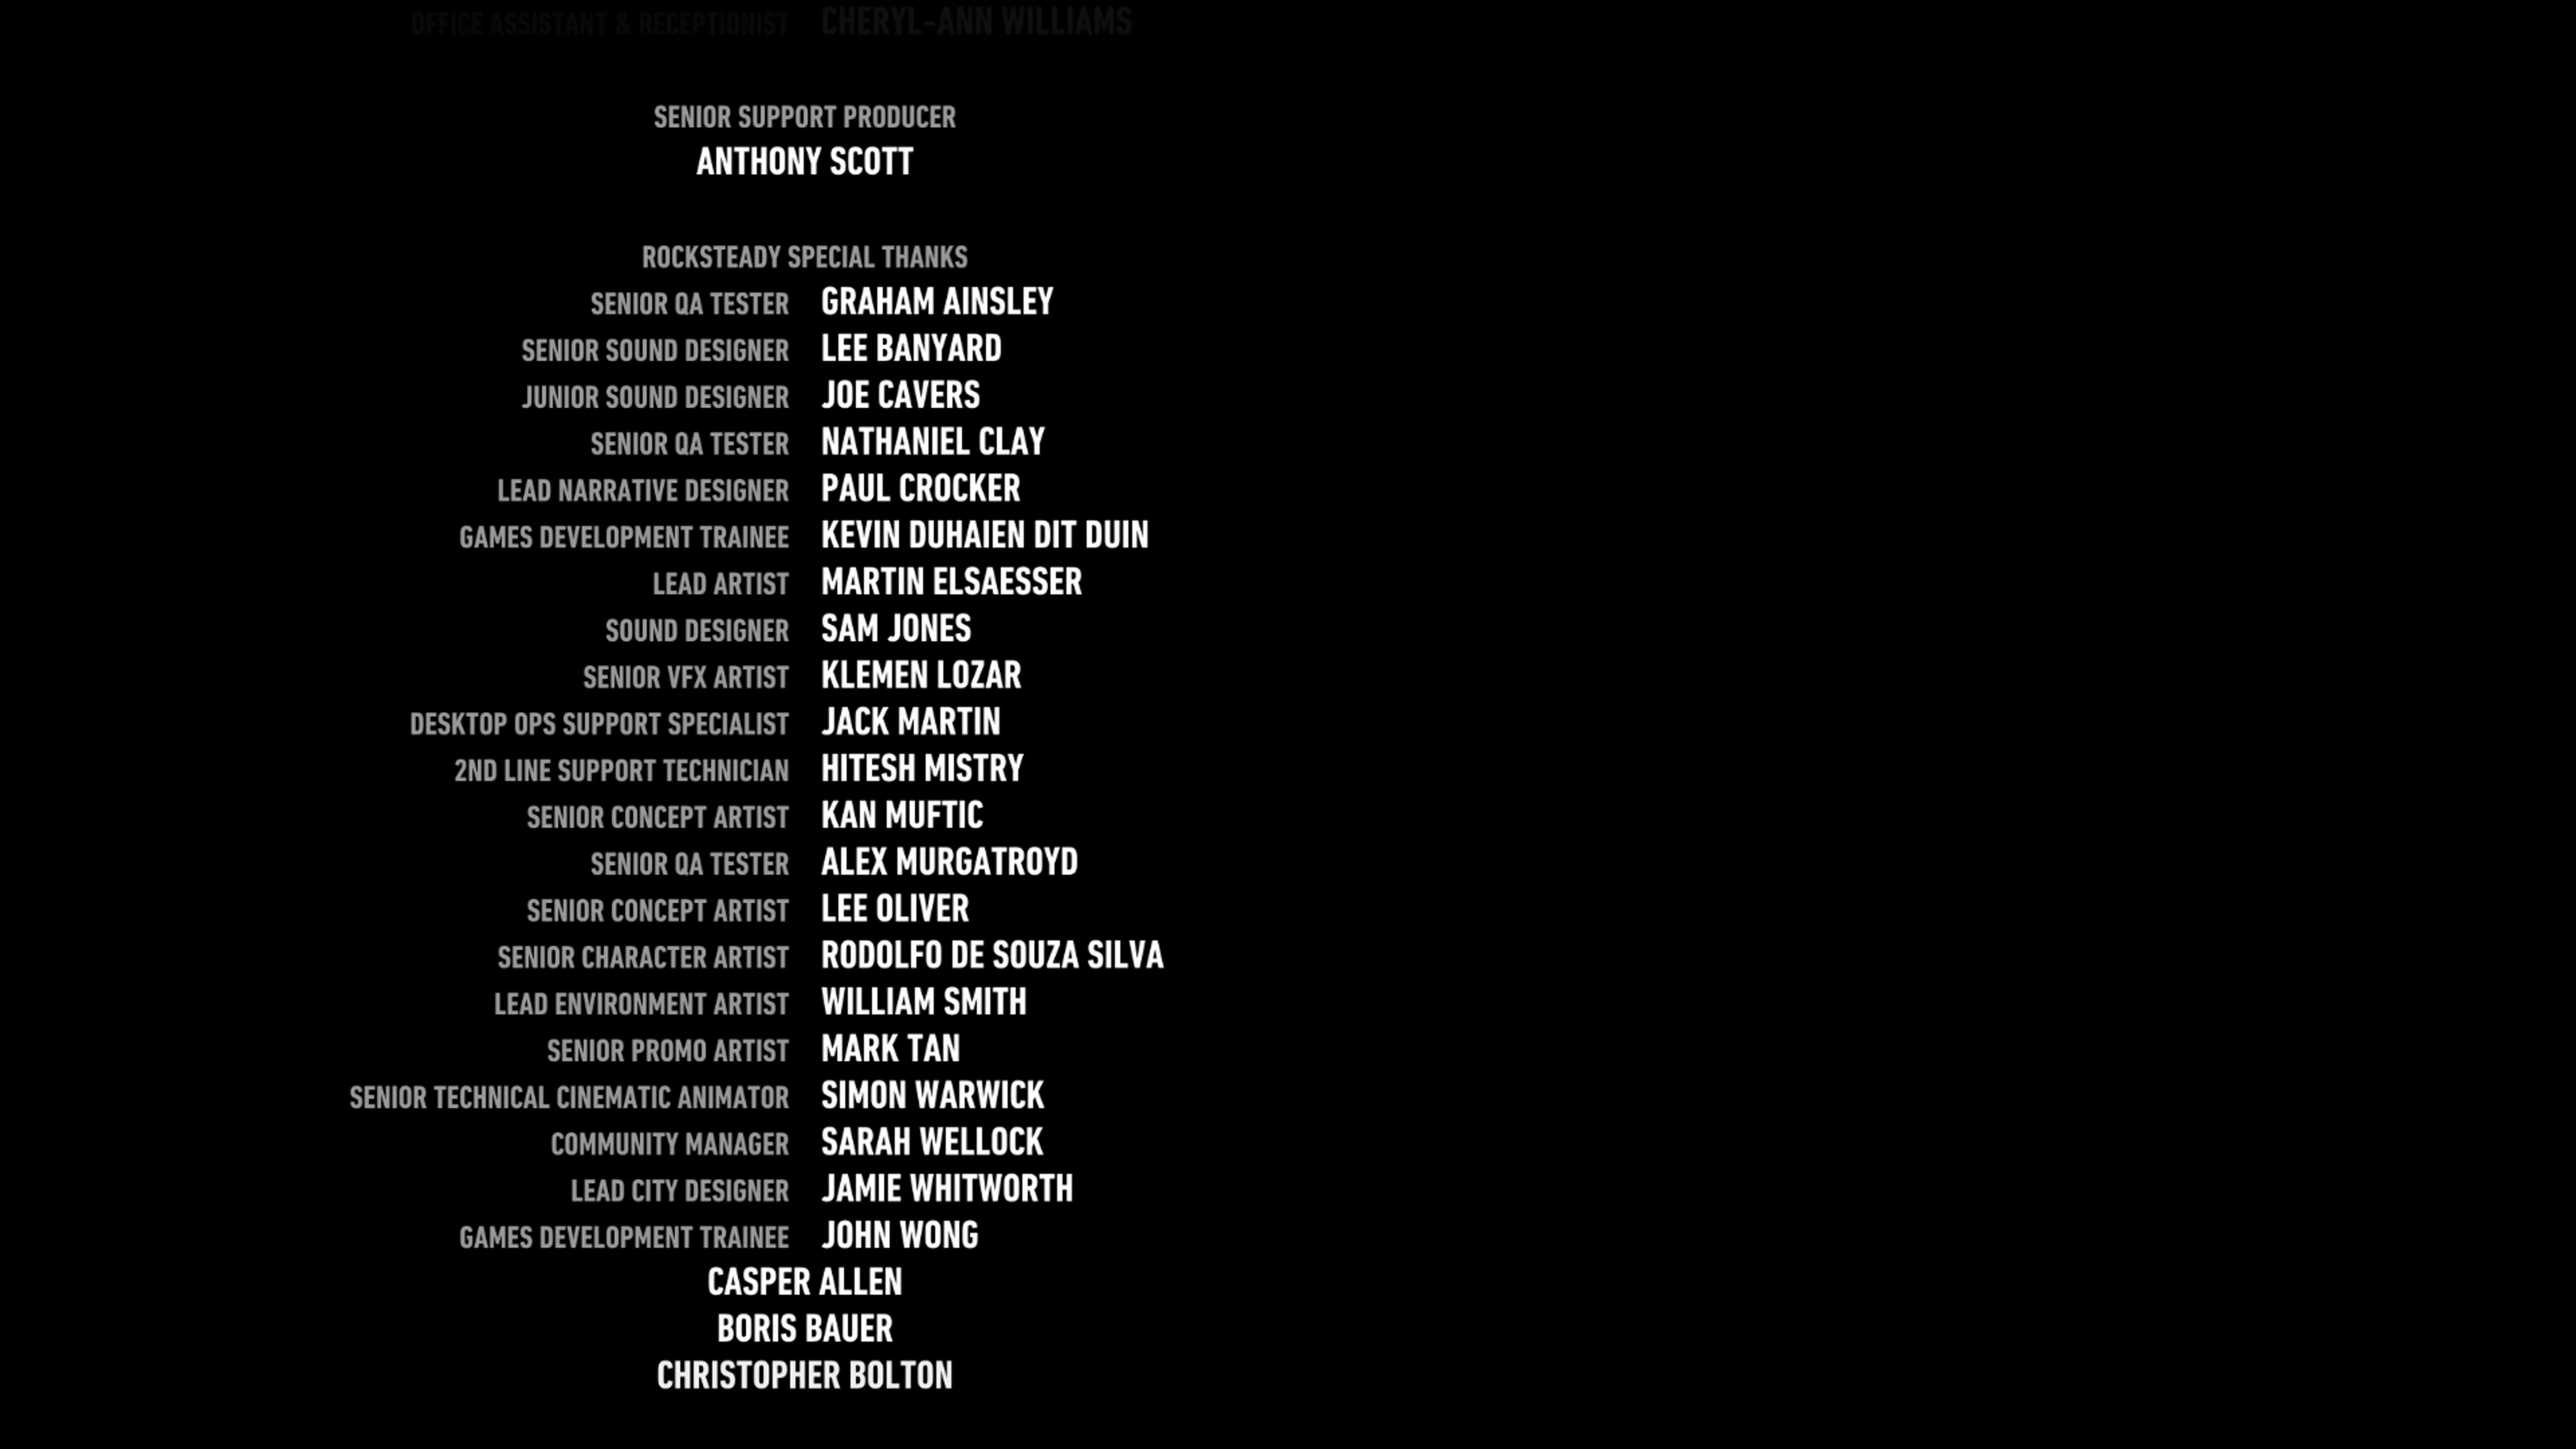 OFFICE ASSISTANT & RECEPTIONIST CHERYL-ANN WILLIAMS
SENIOR SUPPORT PRODUCER
ANTHONY SCOTT
ROCKSTEADY SPECIAL THANKS
SENIOR QA TESTER GRAHAM AINSLEY
SENIOR SOUND DESIGNER LEE BANYARD
JUNIOR SOUND DESIGNER JOE CAVERS
SENIOR QA TESTER NATHANIEL CLAY
LEAD NARRATIVE DESIGNER PAUL CROCKER
GAMES DEVELOPMENT TRAINEE KEVIN DUHAIEN DIT DUIN
LEAD ARTIST MARTIN ELSAESSER
SOUND DESIGNER SAM JONES
SENIOR VFX ARTIST KLEMEN LOZAR
DESKTOP OPS SUPPORT SPECIALIST JACK MARTIN
2ND LINE SUPPORT TECHNICIAN HITESH MISTRY
SENIOR CONCEPT ARTIST KAN MUFTIC
SENIOR QA TESTER ALEX MURGATROYD
SENIOR CONCEPT ARTIST LEE OLIVER
SENIOR CHARACTER ARTIST RODOLFO DE SOUZA SILVA
LEAD ENVIRONMENT ARTIST WILLIAM SMITH
SENIOR PROMO ARTIST MARK TAN
SENIOR TECHNICAL CINEMATIC ANIMATOR SIMON WARWICK
COMMUNITY MANAGER SARAH WELLOCK
LEAD CITY DESIGNER JAMIE WHITWORTH
GAMES DEVELOPMENT TRAINEE JOHN WONG
CASPER ALLEN
BORIS BAUER
CHRISTOPHER BOLTON